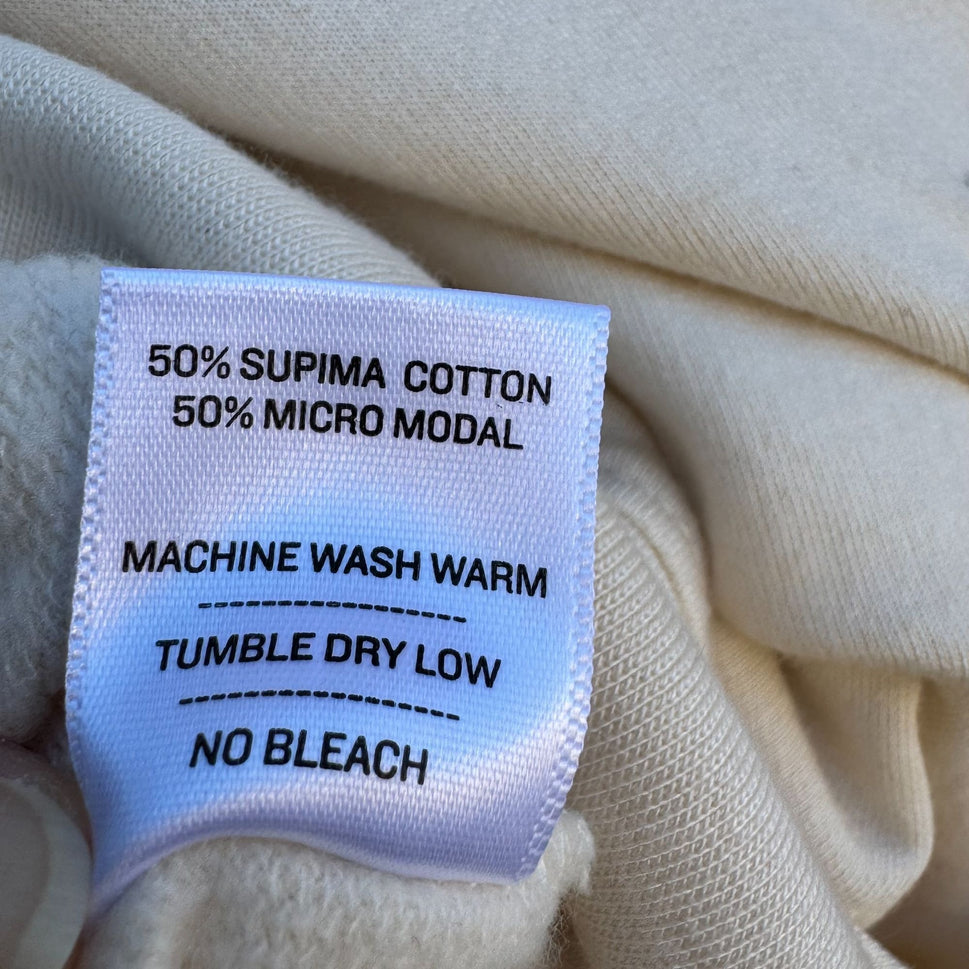 50% SUPIMA COTTON
50% MICRO MODAL
MACHINE WASH WARM
TUMBLE DRY LOW
NO BLEACH